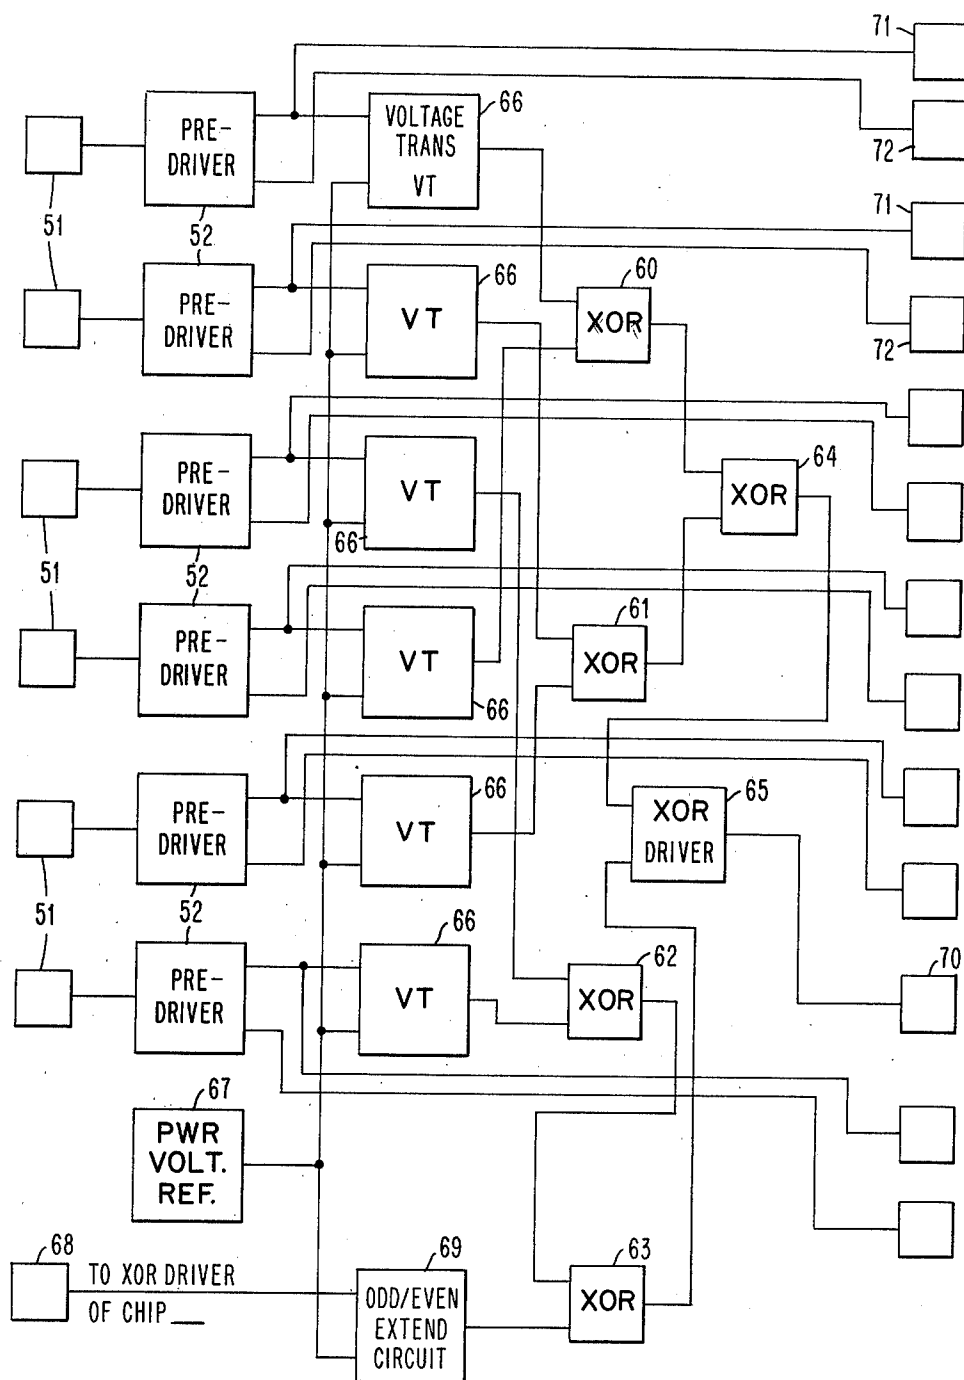 71
66
PRE-
DRIVER
VOLTAGE
TRANS
VT
72
51
52
71
66
60
PRE-
DRIVER
VT
XOR
72
64
PRE-
DRIVER
VT
XOR
66
51
52
61
PRE-
DRIVER
VT
XOR
66
66
65
PRE-
DRIVER
VT
XOR
DRIVER
51
52
66
62
70
PRE-
DRIVER
VT
XOR
67
PWR
VOLT.
REF.
68
69
63
TO XOR DRIVER
OF CHIP ___
ODD/EVEN
EXTEND
CIRCUIT
XOR